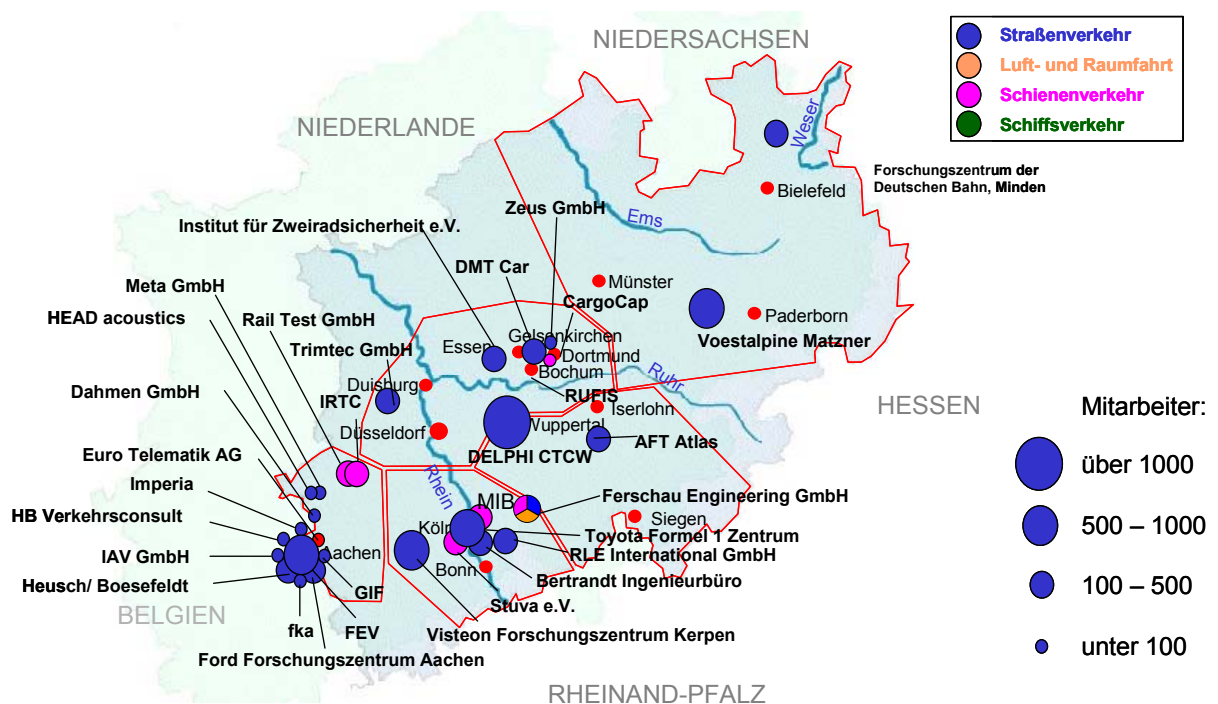 NIEDERSACHSEN
Straßenverkehr
Luft- und Raumfahrt
Schienenverkehr
Schiffsverkehr
NIEDERLANDE
Weser
Forschungszentrum der
Deutschen Bahn, Minden
Bielefeld
Zeus GmbH
Institut für Zweiradsicherheit e.V.
Ems
DMT Car
Münster
Meta GmbH
CargoCap
Paderborn
HEAD acoustics
Rail Test GmbH
Gelsenkirchen
Voestalpine Matzner
Trimtec GmbH
Essen
Dortmund
Bochum
Dahmen GmbH
Duisburg
Ruhr
IRTC
RUFIS
HESSEN
Mitarbeiter:
Iserlohn
Düsseldorf
Wuppertal
AFT Atlas
Euro Telematik AG
DELPHI CTCW
über 1000
Imperia
Rhein
MIB
Ferschau Engineering GmbH
HB Verkehrsconsult
Köln
Siegen
500 – 1000
Toyota Formel 1 Zentrum
IAV GmbH
Aachen
RLE International GmbH
Heusch/ Boesefeldt
Bonn
Bertrandt Ingenieurbüro
100 – 500
GIF
Stuva e.V.
BELGIEN
fka
FEV
Visteon Forschungszentrum Kerpen
unter 100
Ford Forschungszentrum Aachen
RHEINAND-PFALZ